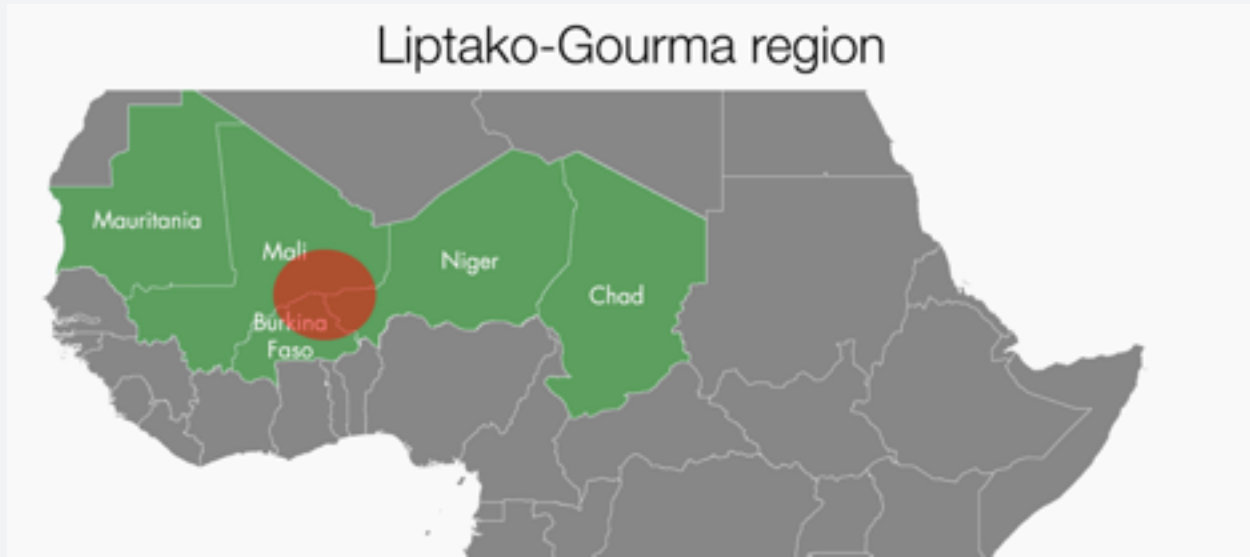 Liptako-Gourma region
Mauritania
Mali
Niger
Chad
Burkina
Faso